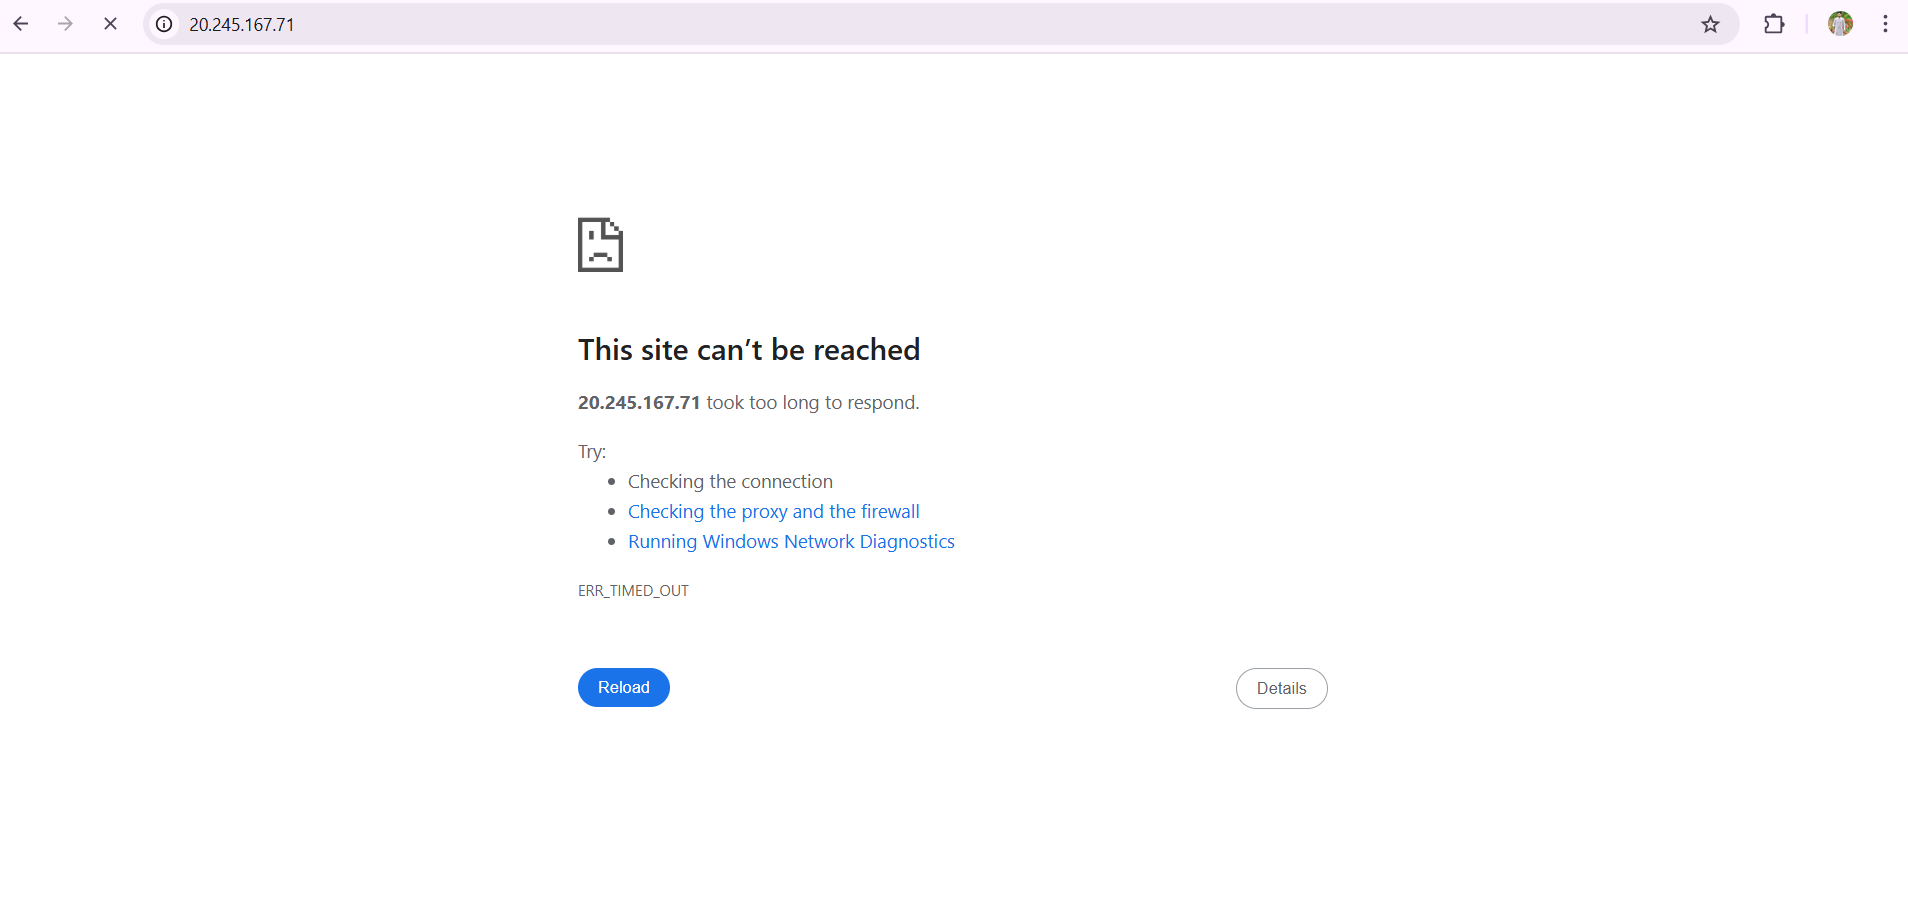 20.245.167.71
This site can’t be reached
20.245.167.71 took too long to respond.
Try:
Checking the connection
Checking the proxy and the firewall
Running Windows Network Diagnostics
ERR_TIMED_OUT
Reload
Details